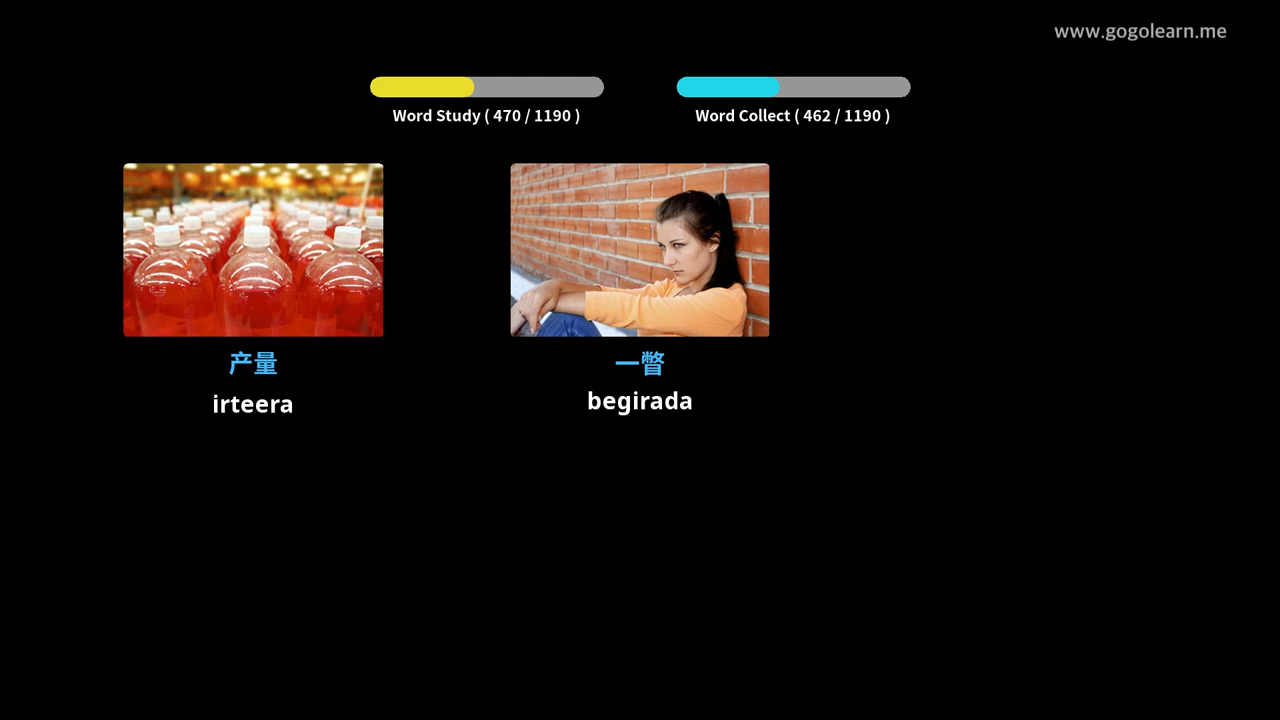 www.gogolearn.me
Word Study ( 470 / 1190 )
Word Collect ( 462 / 1190 )
产量
irteera
一瞥
begirada